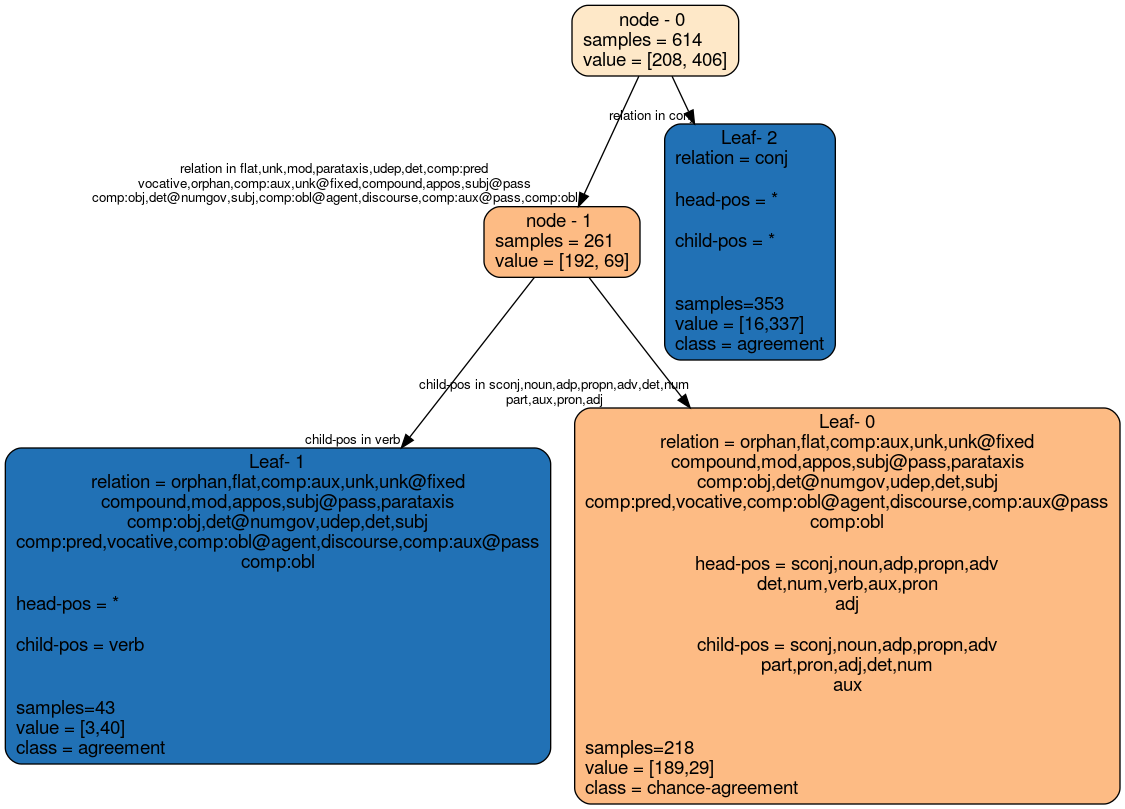 node - 0
samples = 614
value = [208, 406]
relation in conj
Leaf- 2
relation = conj
head-pos = *
child-pos = *
samples=353
value = [16,337]
class = agreement
relation in flat,unk,mod,parataxis,udep,det,comp:pred
vocative,orphan,comp:aux,unk@fixed,compound,appos,subj@pass
comp:obj,det@numgov,subj,comp:obl@agent,discourse,comp:aux@pass,comp:obl
node - 1
samples = 261
value = [192, 69]
child-pos in sconj,noun,adp,propn,adv,det,num
part,aux,pron,adj
child-pos in verb
Leaf- 1
relation = orphan,flat,comp:aux,unk,unk@fixed
compound,mod,appos,subj@pass,parataxis
comp:obj,det@numgov,udep,det,subj
comp:pred,vocative,comp:obl@agent,discourse,comp:aux@pass
comp:obl
head-pos = *
child-pos = verb
samples=43
value = [3,40]
class = agreement
Leaf- 0
relation = orphan,flat,comp:aux,unk,unk@fixed
compound,mod,appos,subj@pass,parataxis
comp:obj,det@numgov,udep,det,subj
comp:pred,vocative,comp:obl@agent,discourse,comp:aux@pass
comp:obl
head-pos = sconj,noun,adp,propn,adv
det,num,verb,aux,pron
adj
child-pos = sconj,noun,adp,propn,adv
part,pron,adj,det,num
aux
samples=218
value = [189,29]
class = chance-agreement